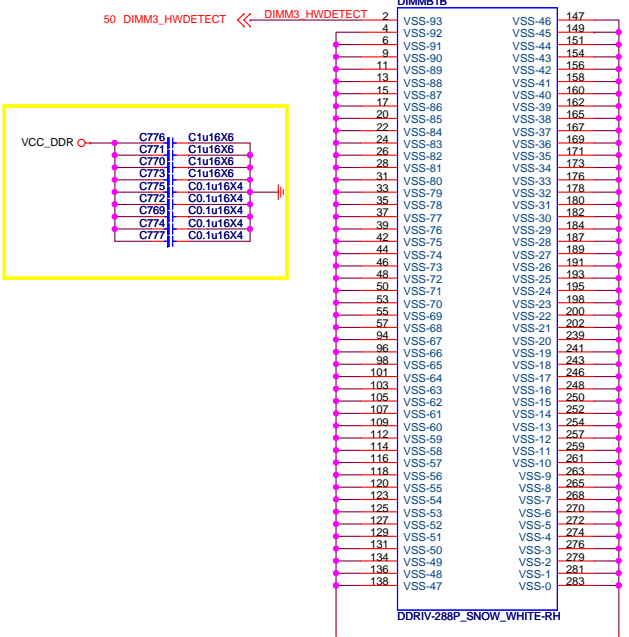 DIMMB1B
50 DIMM3_HWDETECT DIMM3_HWDETECT 2 VSS-93 VSS-46 147
4 VSS-92 VSS-45 149
6 VSS-91 VSS-44 151
9 VSS-90 VSS-43 154
11 VSS-89 VSS-42 156
13 VSS-88 VSS-41 158
15 VSS-87 VSS-40 160
17 VSS-86 VSS-39 162
20 VSS-85 VSS-38 165
22 VSS-84 VSS-37 167
24 VSS-83 VSS-36 169
26 VSS-82 VSS-35 171
28 VSS-81 VSS-34 173
31 VSS-80 VSS-33 176
33 VSS-79 VSS-32 178
35 VSS-78 VSS-31 180
37 VSS-77 VSS-30 182
39 VSS-76 VSS-29 184
42 VSS-75 VSS-28 187
44 VSS-74 VSS-27 189
46 VSS-73 VSS-26 191
48 VSS-72 VSS-25 193
50 VSS-71 VSS-24 195
53 VSS-70 VSS-23 198
55 VSS-69 VSS-22 200
57 VSS-68 VSS-21 202
94 VSS-67 VSS-20 239
96 VSS-66 VSS-19 241
98 VSS-65 VSS-18 243
101 VSS-64 VSS-17 246
103 VSS-63 VSS-16 248
105 VSS-62 VSS-15 250
107 VSS-61 VSS-14 252
109 VSS-60 VSS-13 254
112 VSS-59 VSS-12 257
114 VSS-58 VSS-11 259
116 VSS-57 VSS-10 261
118 VSS-56 VSS-9 263
120 VSS-55 VSS-8 265
123 VSS-54 VSS-7 268
125 VSS-53 VSS-6 270
127 VSS-52 VSS-5 272
129 VSS-51 VSS-4 274
131 VSS-50 VSS-3 276
134 VSS-49 VSS-2 279
136 VSS-48 VSS-1 281
138 VSS-47 VSS-0 283
DDRIV-288P_SNOW_WHITE-RH
VCC_DDR
C776 C1u16X6
C771 C1u16X6
C770 C1u16X6
C773 C1u16X6
C775 C0.1u16X4
C772 C0.1u16X4
C769 C0.1u16X4
C774 C0.1u16X4
C777 C0.1u16X4